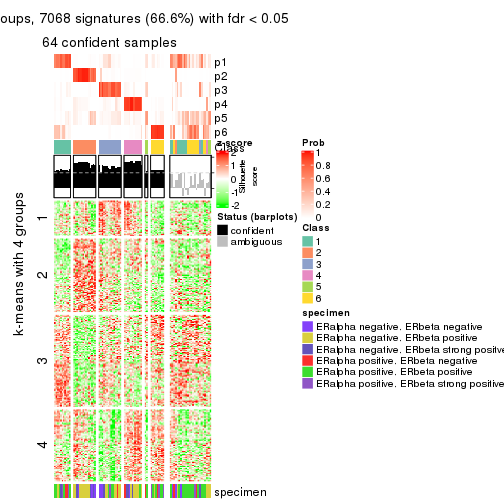 oups, 7068 signatures (66.6%) with fdr < 0.05
64 confident samples
p1
p2
p3
p4
p5
p6
Class
z-score
2
1
0
-1
-2
Silhouette
score
Status (barplots)
confident
ambiguous
Prob
1
0.8
0.6
0.4
0.2
0
Class
1
2
3
4
5
6
specimen
ERalpha negative, ERbeta negative
ERalpha negative, ERbeta positive
ERalpha negative, ERbeta strong positive
ERalpha positive, ERbeta negative
ERalpha positive, ERbeta positive
ERalpha positive, ERbeta strong positive
k-means with 4 groups
1
2
3
4
specimen